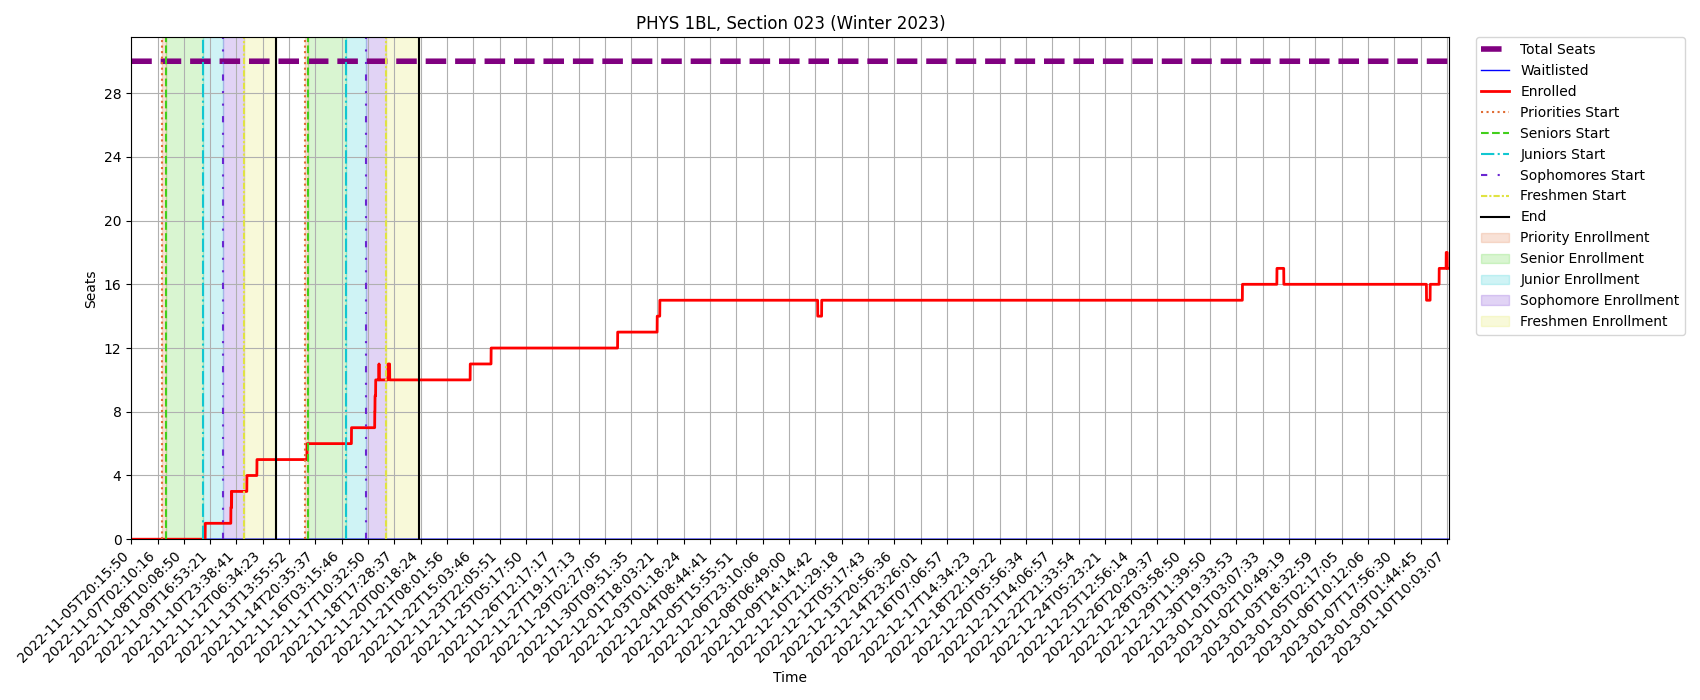 PHYS 1BL, Section 023 (Winter 2023)
Seats
28
24
20
16
12
8
4
0
2022-11-05T20:15:50
2022-11-07T02:10:16
2022-11-08T10:08:50
2022-11-09T16:53:21
2022-11-10T23:38:41
2022-11-12T06:34:23
2022-11-13T13:55:52
2022-11-14T20:35:37
2022-11-16T03:15:46
2022-11-17T10:32:50
2022-11-18T17:28:37
2022-11-20T00:18:24
2022-11-21T08:01:56
2022-11-22T15:03:46
2022-11-23T22:05:51
2022-11-25T05:17:50
2022-11-26T12:17:17
2022-11-27T19:17:13
2022-11-29T02:27:05
2022-11-30T09:51:35
2022-12-01T18:03:21
2022-12-03T01:18:24
2022-12-04T08:44:41
2022-12-05T15:55:51
2022-12-06T23:10:06
2022-12-08T06:49:00
2022-12-09T14:14:42
2022-12-10T21:29:18
2022-12-12T05:17:43
2022-12-13T20:56:36
2022-12-14T23:26:01
2022-12-16T07:06:57
2022-12-17T14:34:23
2022-12-18T22:19:22
2022-12-20T05:56:34
2022-12-21T14:06:57
2022-12-22T21:33:54
2022-12-24T05:23:21
2022-12-25T12:56:14
2022-12-26T20:29:37
2022-12-28T03:58:50
2022-12-29T11:39:50
2022-12-30T19:33:53
2023-01-01T03:07:33
2023-01-02T10:49:19
2023-01-03T18:32:59
2023-01-05T02:17:05
2023-01-06T10:12:06
2023-01-07T17:56:30
2023-01-09T01:44:45
2023-01-10T10:03:07
Time
Total Seats
Waitlisted
Enrolled
Priorities Start
Seniors Start
Juniors Start
Sophomores Start
Freshmen Start
End
Priority Enrollment
Senior Enrollment
Junior Enrollment
Sophomore Enrollment
Freshmen Enrollment